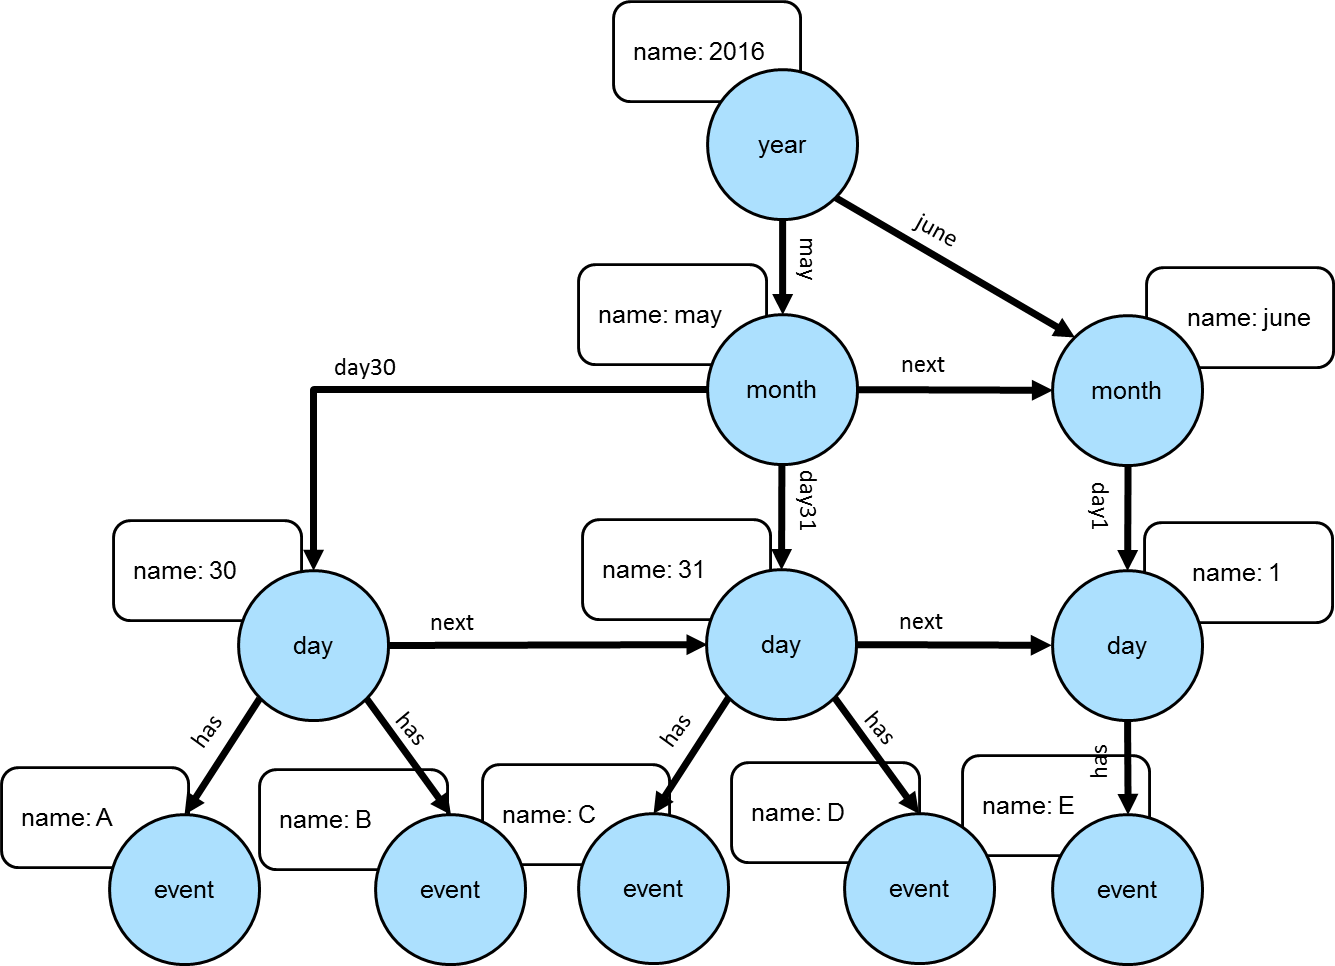 name: 2016
year
may
june
name: may
name: june
day30
month
next
month
day31
day1
name: 30
name: 31
name: 1
day
next
day
next
day
has
has
has
has
has
name: A
name: B
name: C
name: D
name: E
event
event
event
event
event